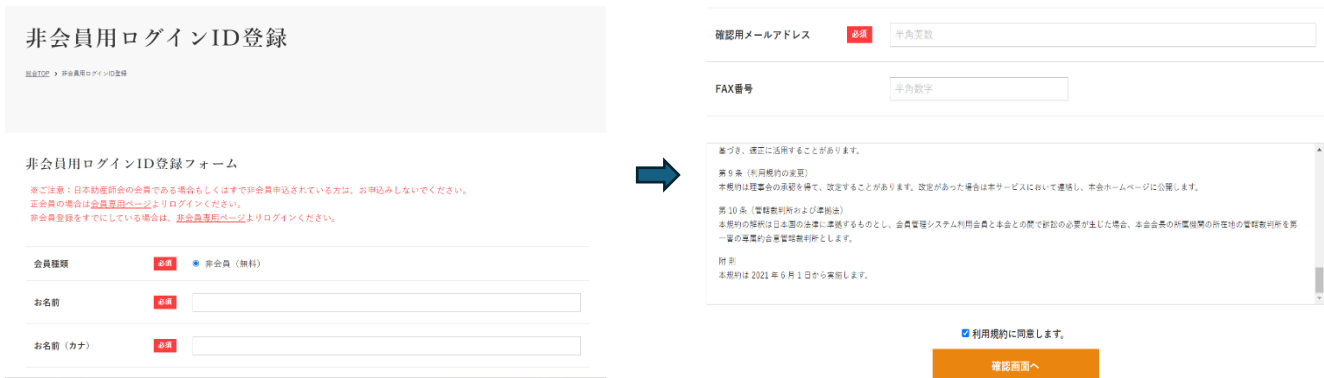 非会員用ログインID登録
総会TOP > 非会員用ログインID登録
非会員用ログインID登録フォーム
※ご注意：日本助産師会の会員である場合もしくはすで非会員申込されている方は、お申込みしないでください。
正会員の場合は会員専用ページよりログインください。
非会員登録をすでにしている場合は、非会員専用ページよりログインください。
会員種類 必須 非会員（無料）
お名前 必須
お名前（カナ） 必須
確認用メールアドレス 必須 半角英数
FAX番号 半角数字
基づき、適正に活用することがあります。
第 9 条（利用規約の変更）
本規約は理事会の承認を得て、改定することがあります。改定があった場合は本サービスにおいて連絡し、本会ホームページに公開します。
第 10 条（管轄裁判所および準拠法）
本規約の解釈は日本国の法律に準拠するものとし、会員管理システム利用会員と本会との間で訴訟の必要が生じた場合、本会会長の所属機関の所在地の管轄裁判所を第
一審の専属的合意管轄裁判所とします。
附 則
本規約は 2021 年 6 月 1 日から実施します。
利用規約に同意します。
確認画面へ